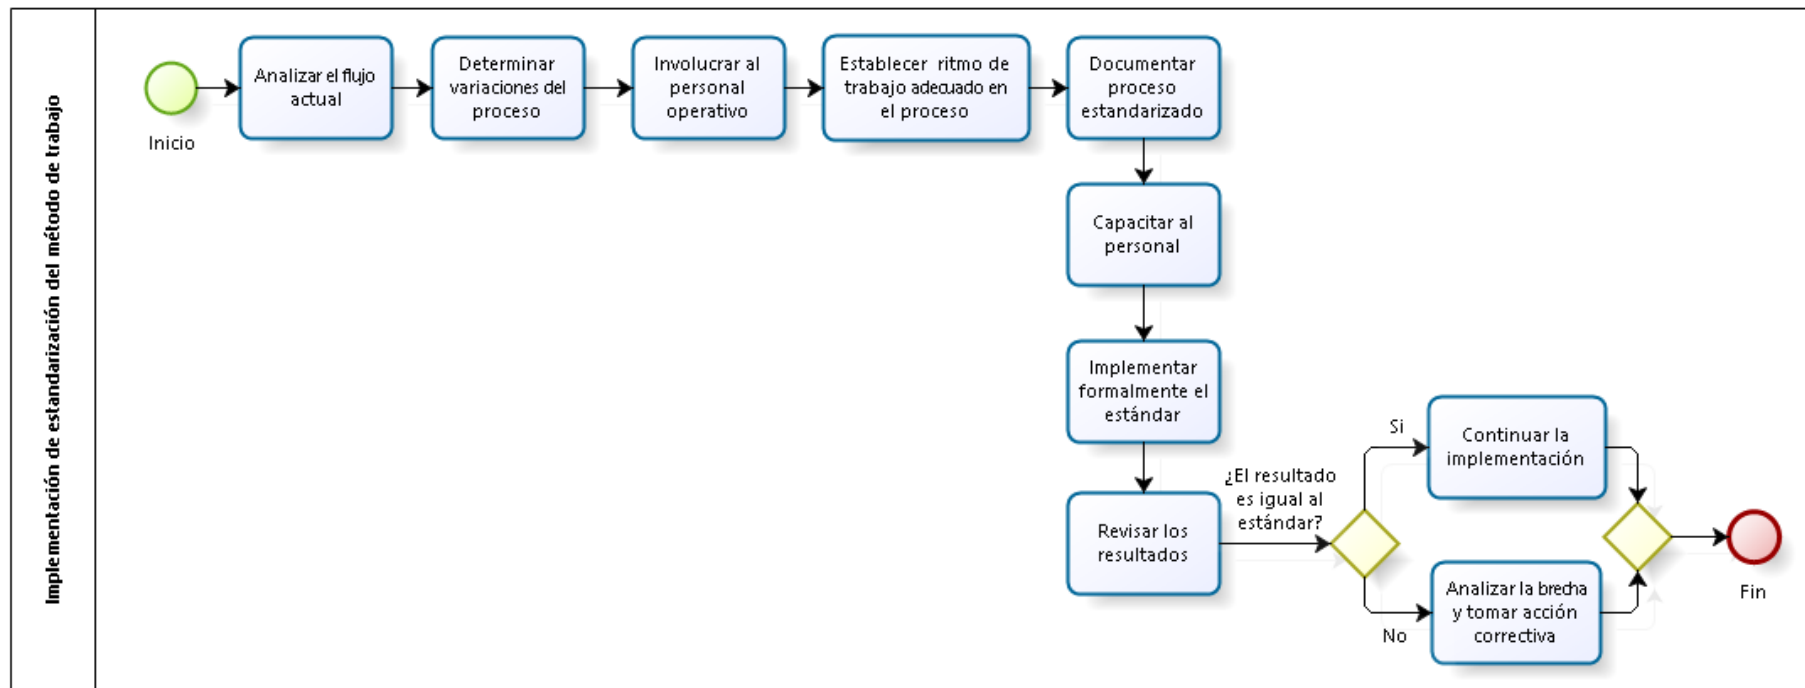 Implementación de estandarización del método de trabajo
Inicio
Analizar el flujo
actual
Determinar
variaciones del
proceso
Involucrar al
personal
operativo
Establecer ritmo de
trabajo adecuado en
el proceso
Documentar
proceso
estandarizado
Capacitar al
personal
Implementar
formalmente el
estándar
Revisar los
resultados
¿El resultado
es igual al
estándar?
Si
Continuar la
implementación
No
Analizar la brecha
y tomar acción
correctiva
Fin